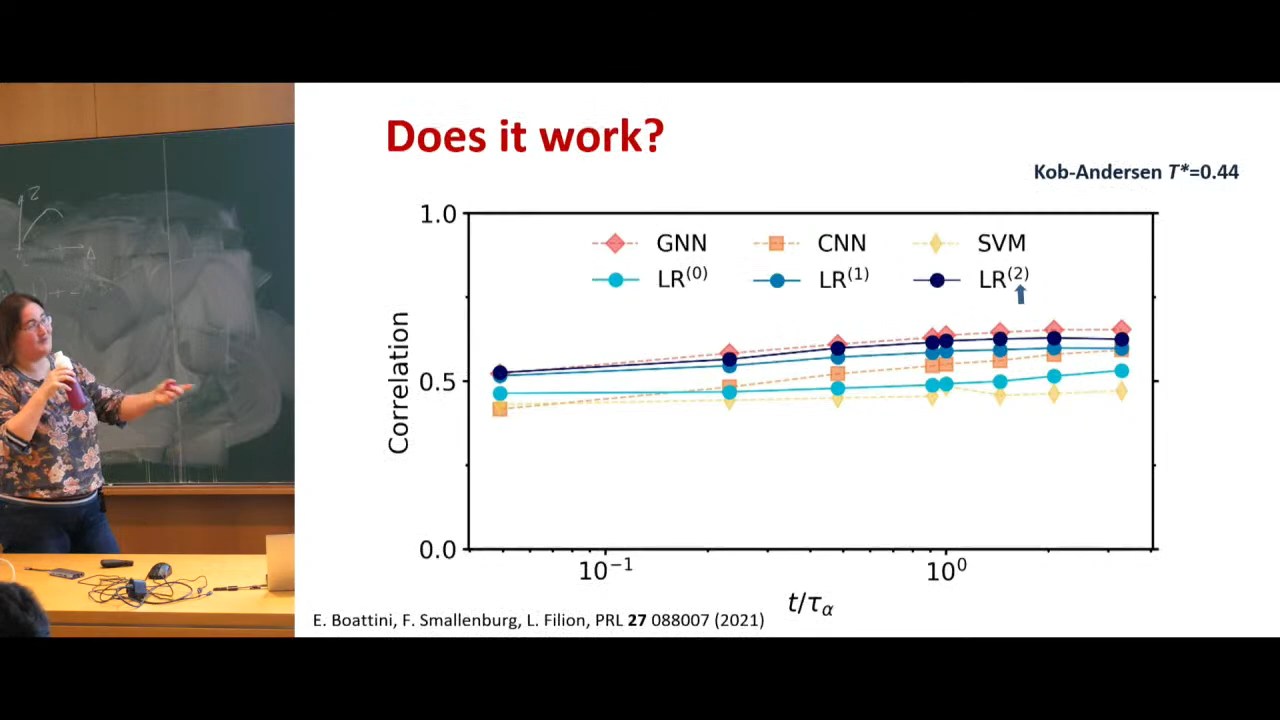 Does it work?
Kob-Andersen T*=0.44
1.0
GNN CNN SVM
LR(0) LR(1) LR(2)
Correlation
0.5
0.0
10−1 100
t/τα
E. Boattini, F. Smallenburg, L. Filion, PRL 27 088007 (2021)
2
Δ